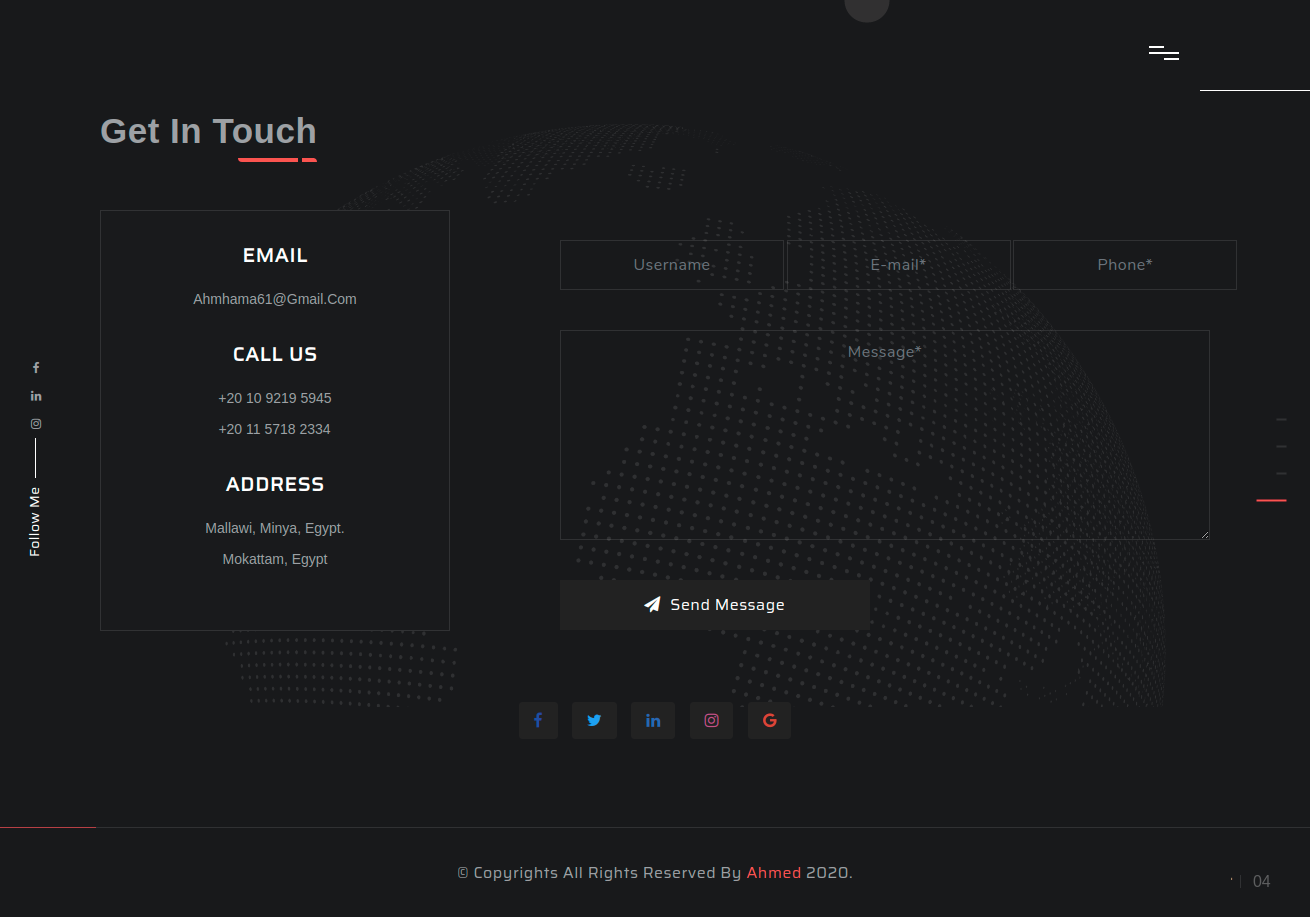 Get In Touch
EMAIL
Ahmhama61@Gmail.Com
CALL US
+20 10 9219 5945
+20 11 5718 2334
ADDRESS
Mallawi, Minya, Egypt.
Mokattam, Egypt
Username
E-mail*
Phone*
Message*
Send Message
Follow Me
© Copyrights All Rights Reserved By Ahmed 2020.
04